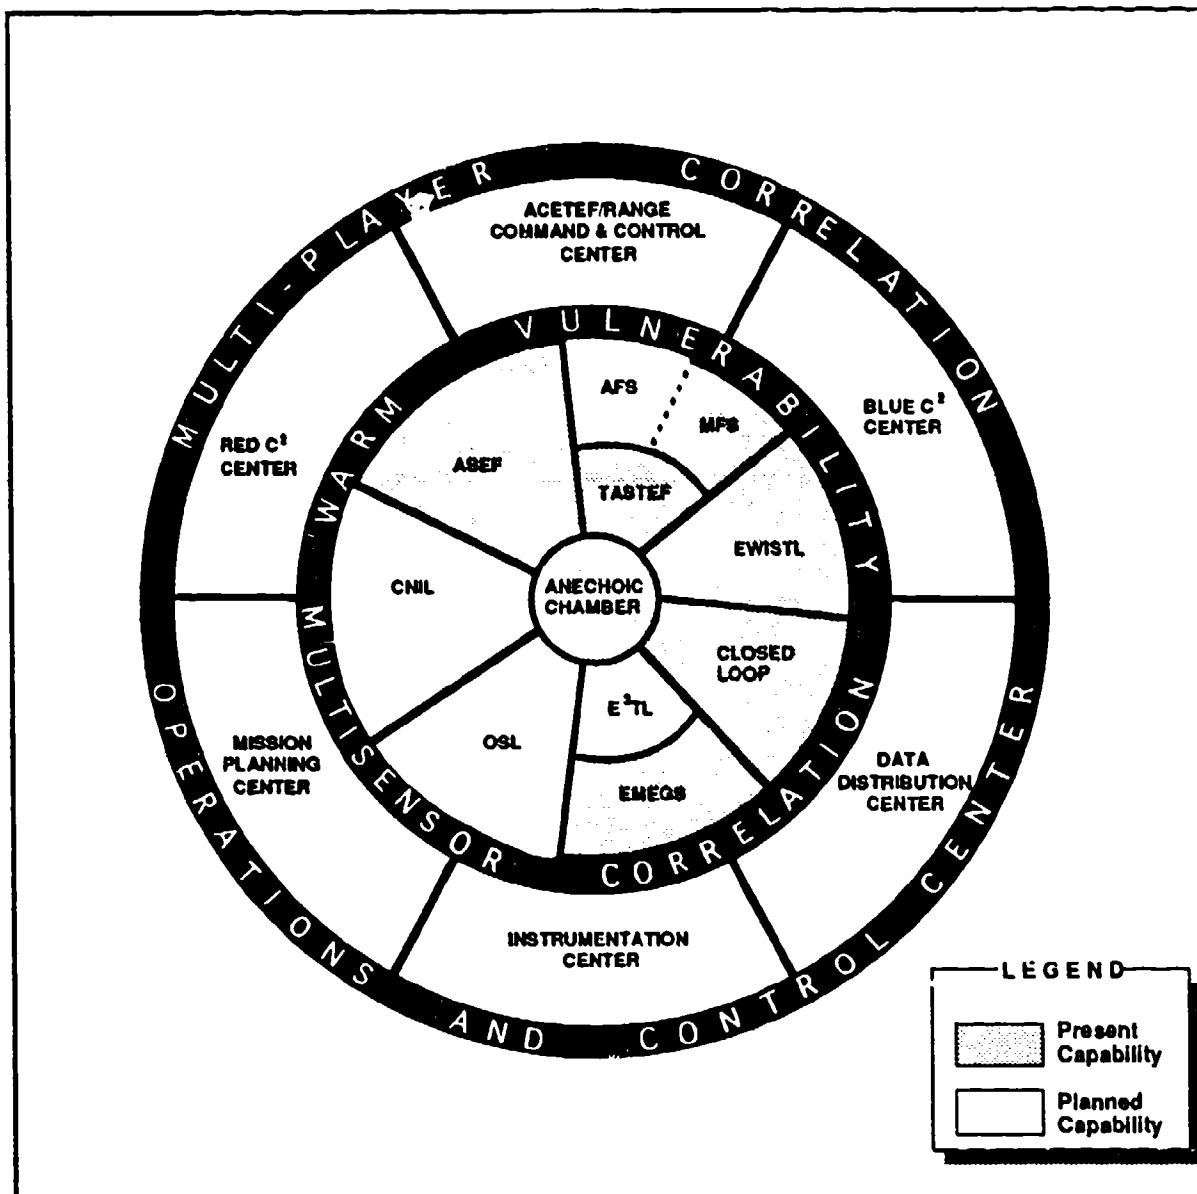 MULTI-PLAYER CORRELATION
OPERATIONS AND CONTROL CENTER
ACETEF/RANGE
COMMAND & CONTROL
CENTER
RED C²
CENTER
BLUE C²
CENTER
MISSION
PLANNING
CENTER
DATA
DISTRIBUTION
CENTER
INSTRUMENTATION
CENTER
WARM VULNERABILITY
MULTISENSOR CORRELATION
AFS
MFS
ASEF
TASTEF
EWISTL
CNIL
ANECHOIC
CHAMBER
CLOSED
LOOP
E³TL
OSL
EMEGS
LEGEND
Present
Capability
Planned
Capability